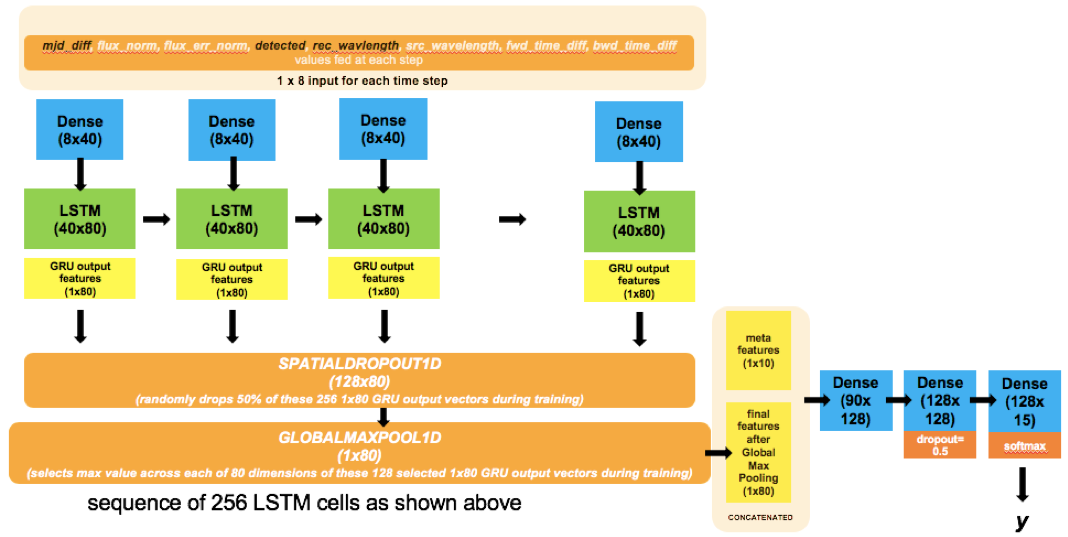 mjd_diff, flux_norm, flux_err_norm, detected, rec_wavlength, src_wavelength, fwd_time_diff, bwd_time_diff
values fed at each step
1 x 8 input for each time step
Dense
(8x40)
Dense
(8x40)
Dense
(8x40)
Dense
(8x40)
LSTM
(40x80)
LSTM
(40x80)
LSTM
(40x80)
LSTM
(40x80)
GRU output
features
(1x80)
GRU output
features
(1x80)
GRU output
features
(1x80)
GRU output
features
(1x80)
SPATIALDROPOUT1D
(128x80)
(randomly drops 50% of these 256 1x80 GRU output vectors during training)
GLOBALMAXPOOL1D
(1x80)
(selects max value across each of 80 dimensions of these 128 selected 1x80 GRU output vectors during training)
sequence of 256 LSTM cells as shown above
meta
features
(1x10)
final
features
after
Global
Max
Pooling
(1x80)
CONCATENATED
Dense
(90x
128)
Dense
(128x
128)
dropout=
0.5
Dense
(128x
15)
softmax
y